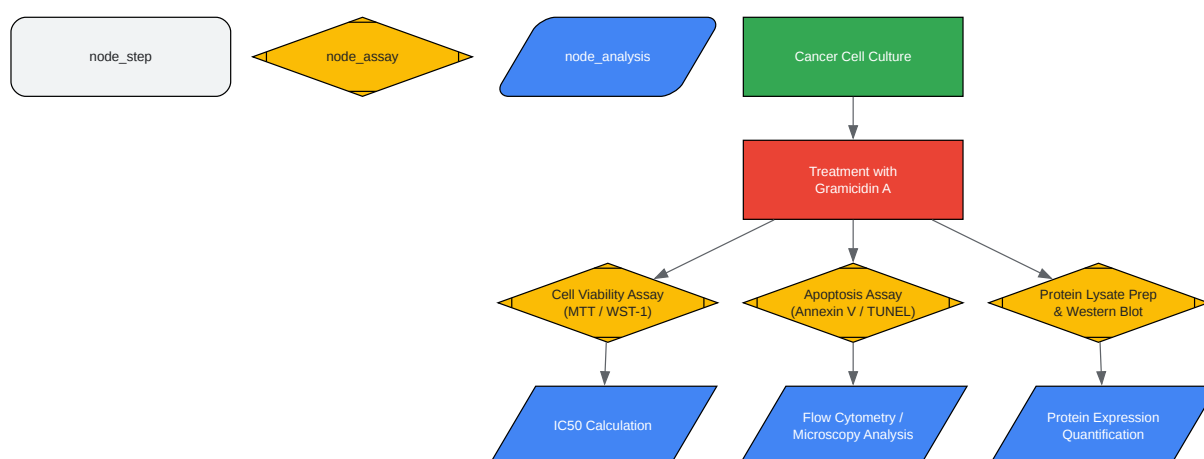 node_step
node_assay
node_analysis
Cancer Cell Culture
Treatment with
Gramicidin A
Cell Viability Assay
(MTT / WST-1)
Apoptosis Assay
(Annexin V / TUNEL)
Protein Lysate Prep
& Western Blot
IC50 Calculation
Flow Cytometry /
Microscopy Analysis
Protein Expression
Quantification